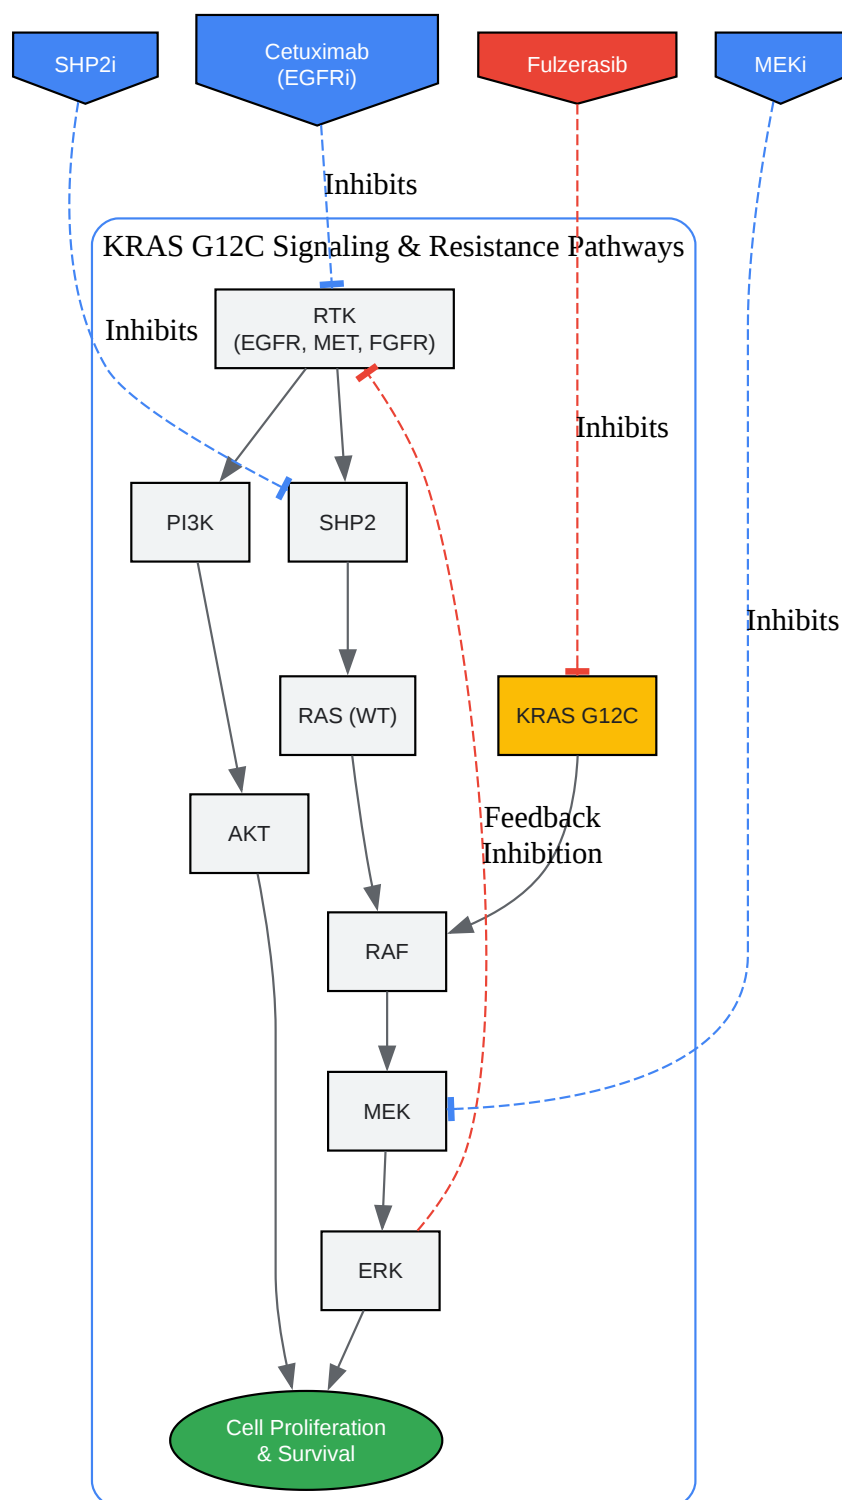 SHP2i
Cetuximab
(EGFRi)
Fulzerasib
MEKi
Inhibits
KRAS G12C Signaling & Resistance Pathways
Inhibits
RTK
(EGFR, MET, FGFR)
Inhibits
PI3K
SHP2
Inhibits
RAS (WT)
KRAS G12C
AKT
Feedback
Inhibition
RAF
MEK
ERK
Cell Proliferation
& Survival